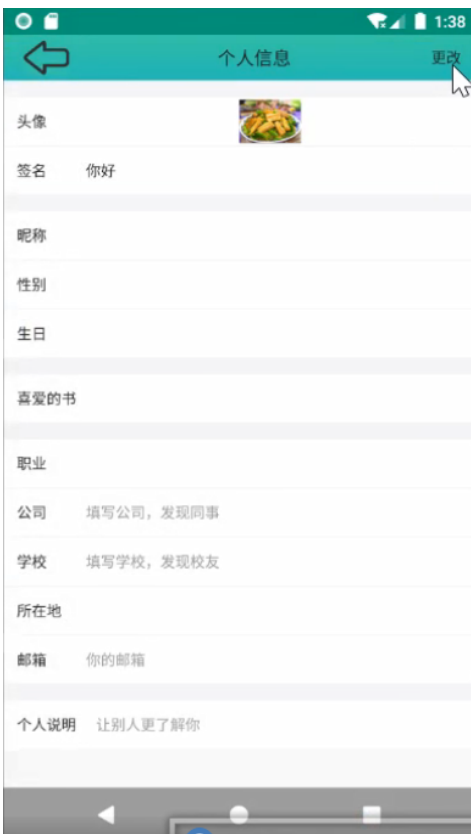 1:38
个人信息 更改
头像
签名 你好
昵称
性别
生日
喜爱的书
职业
公司 填写公司，发现同事
学校 填写学校，发现校友
所在地
邮箱 你的邮箱
个人说明 让别人更了解你